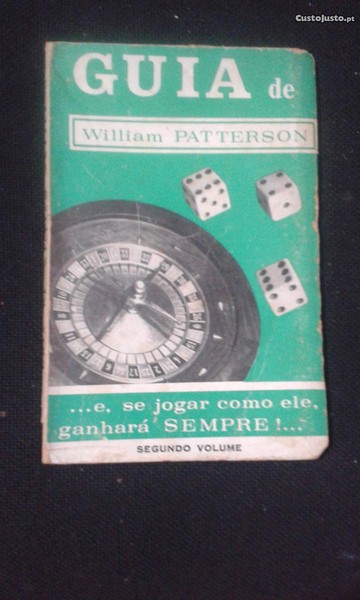 CustoJusto.pt
GUIA de
William PATTERSON
...e, se jogar como ele,
ganhará SEMPRE!...
SEGUNDO VOLUME